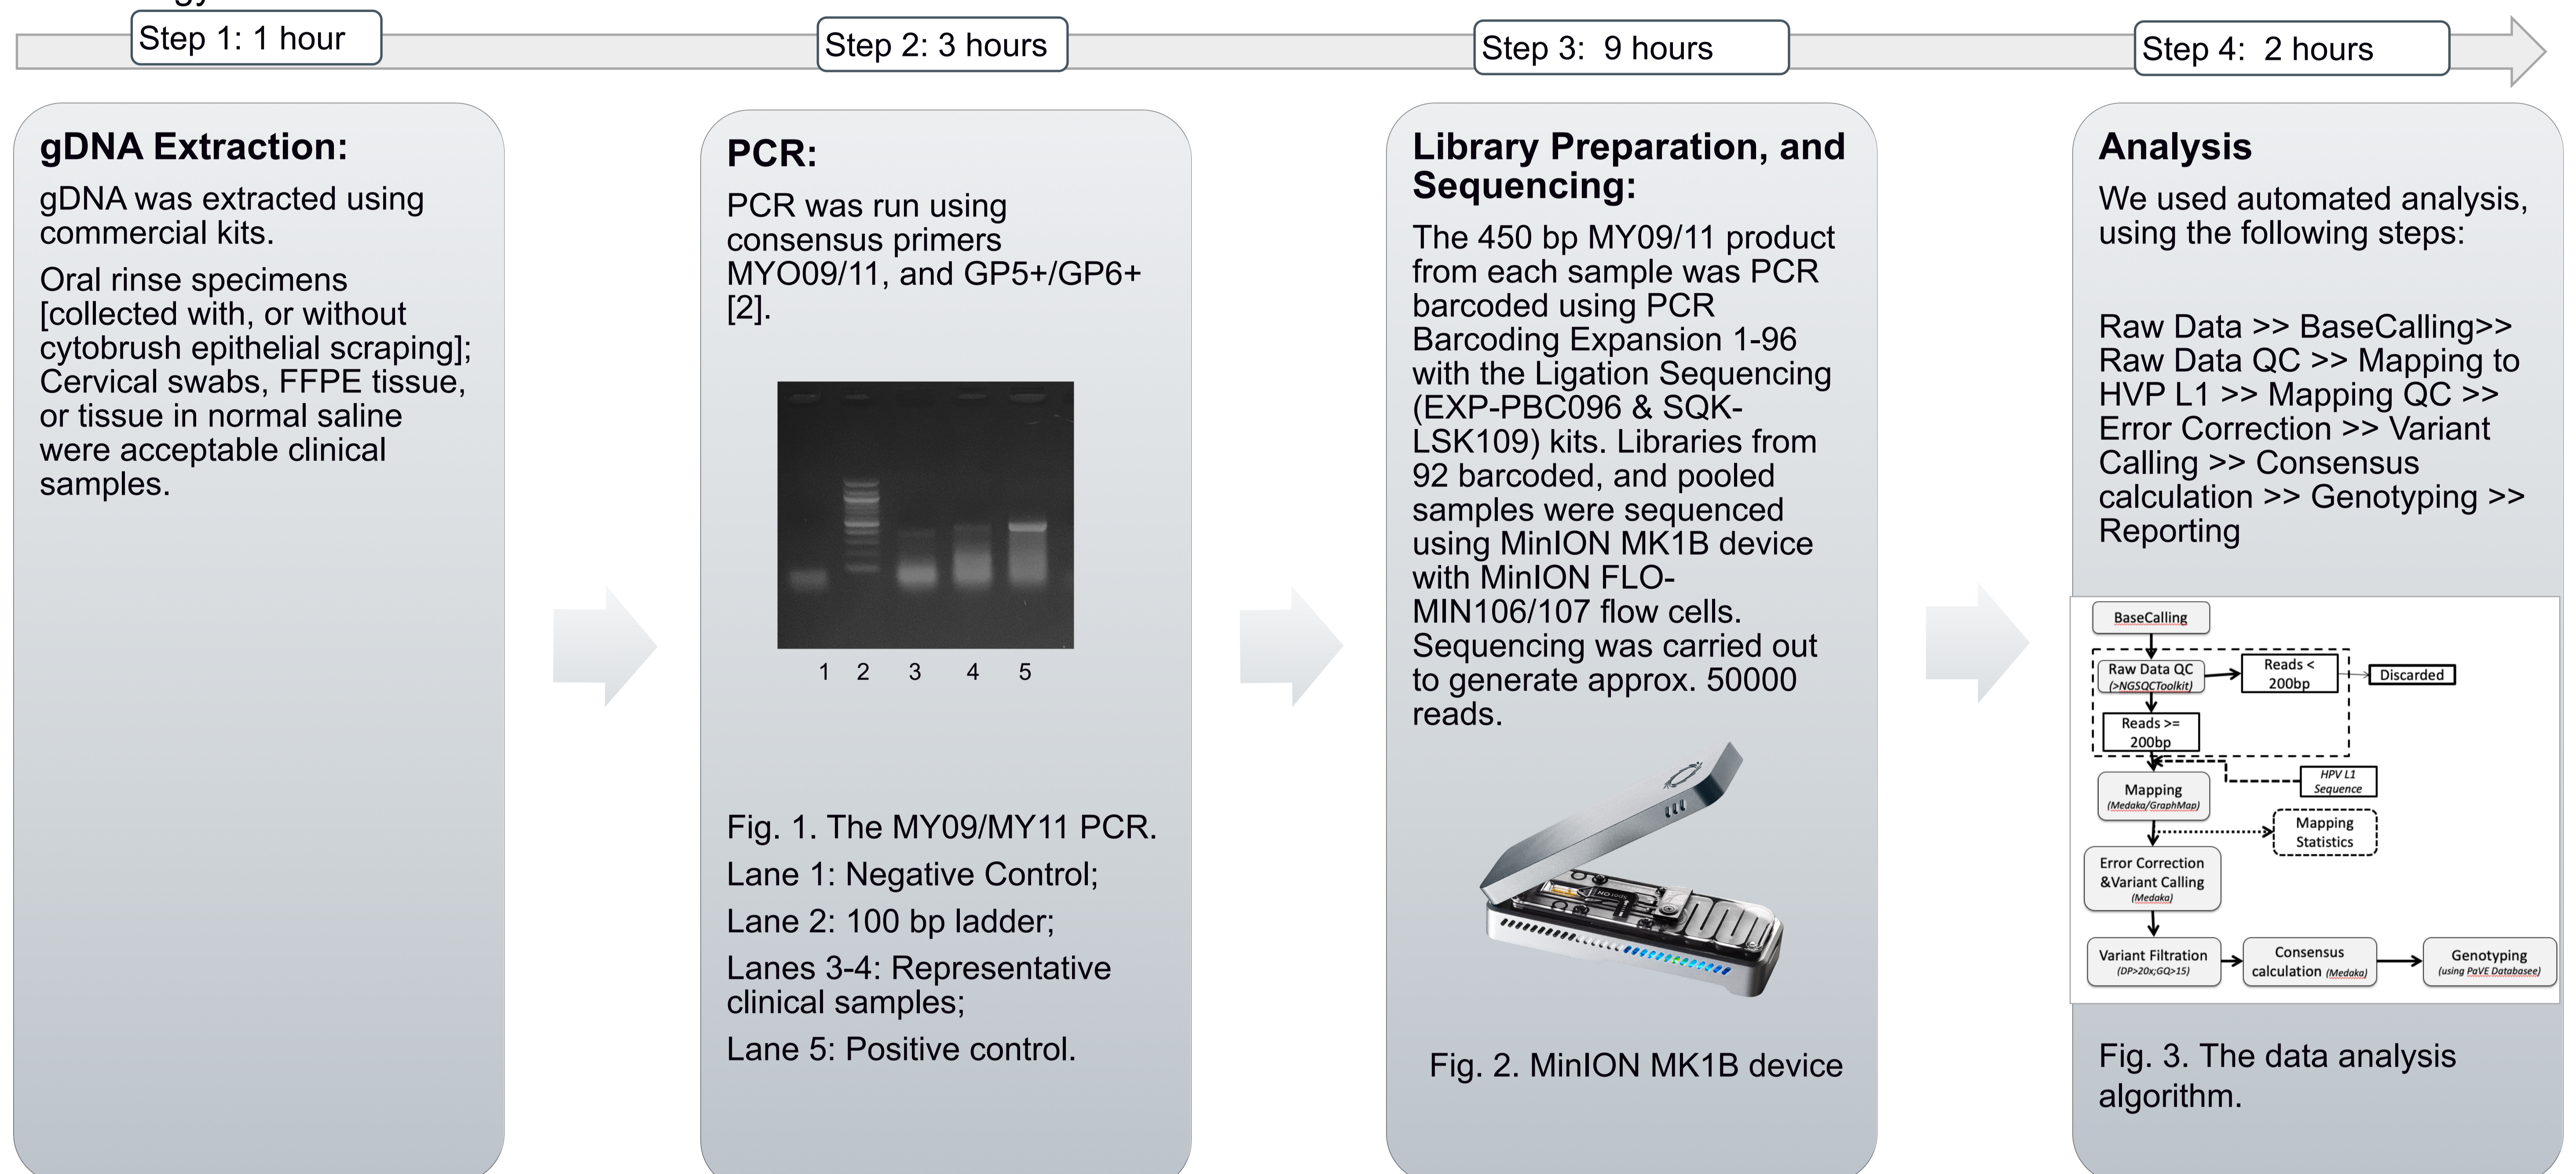 Step 1: 1 hour
Step 2: 3 hours
Step 3:  9 hours
Step 4:  2 hours
gDNA Extraction:
gDNA was extracted using
commercial kits.
Oral rinse specimens
[collected with, or without
cytobrush epithelial scraping];
Cervical swabs, FFPE tissue,
or tissue in normal saline
were acceptable clinical
samples.
PCR:
PCR was run using
consensus primers
MYO09/11, and GP5+/GP6+
[2].
1 2 3 4 5
Fig. 1. The MY09/MY11 PCR.
Lane 1: Negative Control;
Lane 2: 100 bp ladder;
Lanes 3-4: Representative
clinical samples;
Lane 5: Positive control.
Library Preparation, and
Sequencing:
The 450 bp MY09/11 product
from each sample was PCR
barcoded using PCR
Barcoding Expansion 1-96
with the Ligation Sequencing
(EXP-PBC096 & SQK-
LSK109) kits. Libraries from
92 barcoded, and pooled
samples were sequenced
using MinION MK1B device
with MinION FLO-
MIN106/107 flow cells.
Sequencing was carried out
to generate approx. 50000
reads.
Fig. 2. MinION MK1B device
Analysis
We used automated analysis,
using the following steps:
Raw Data >> BaseCalling>>
Raw Data QC >> Mapping to
HVP L1 >> Mapping QC >>
Error Correction >> Variant
Calling >> Consensus
calculation >> Genotyping >>
Reporting
BaseCalling
Raw Data QC
(>NGSQCToolkit)
Reads <
200bp
Discarded
Reads >=
200bp
HPV L1
Sequence
Mapping
(Medaka/GraphMap)
Mapping
Statistics
Error Correction
&Variant Calling
(Medaka)
Variant Filtration
(DP>20x;GQ>15)
Consensus
calculation (Medaka)
Genotyping
(using PaVE Databasee)
Fig. 3. The data analysis
algorithm.